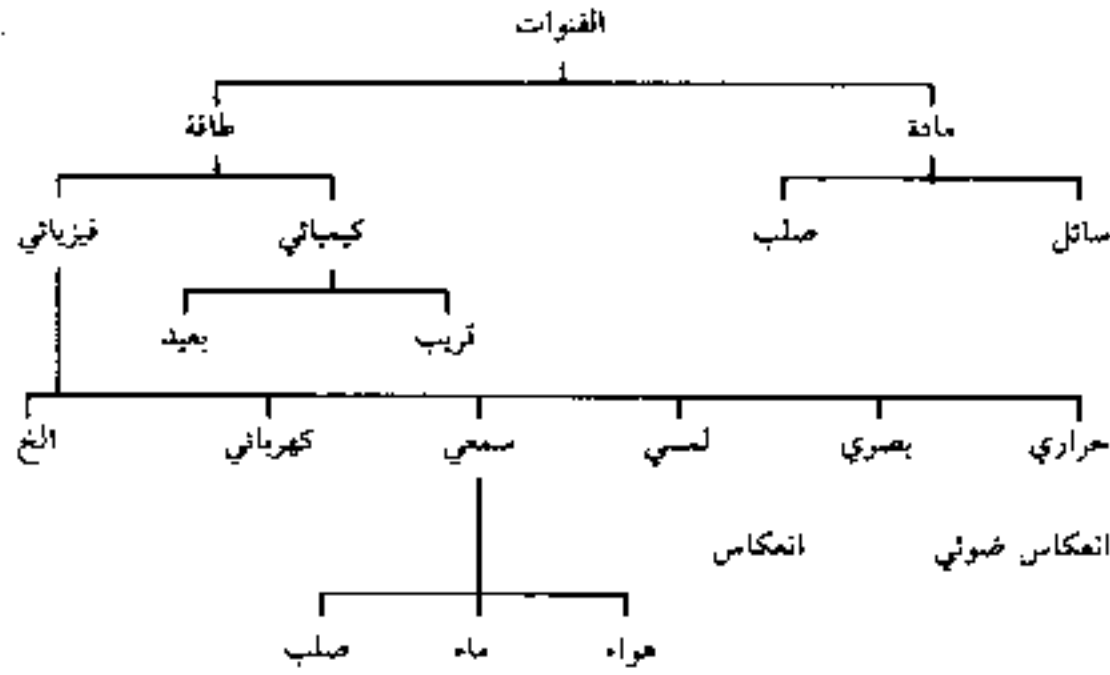 القنوات
مادة طاقة
سائل صلب كيميائي فيزيائي
قريب بعيد
حراري بصري لمسي سمعي كهربائي الخ
انعكاس ضوئي انعكاس
هواء ماء صلب